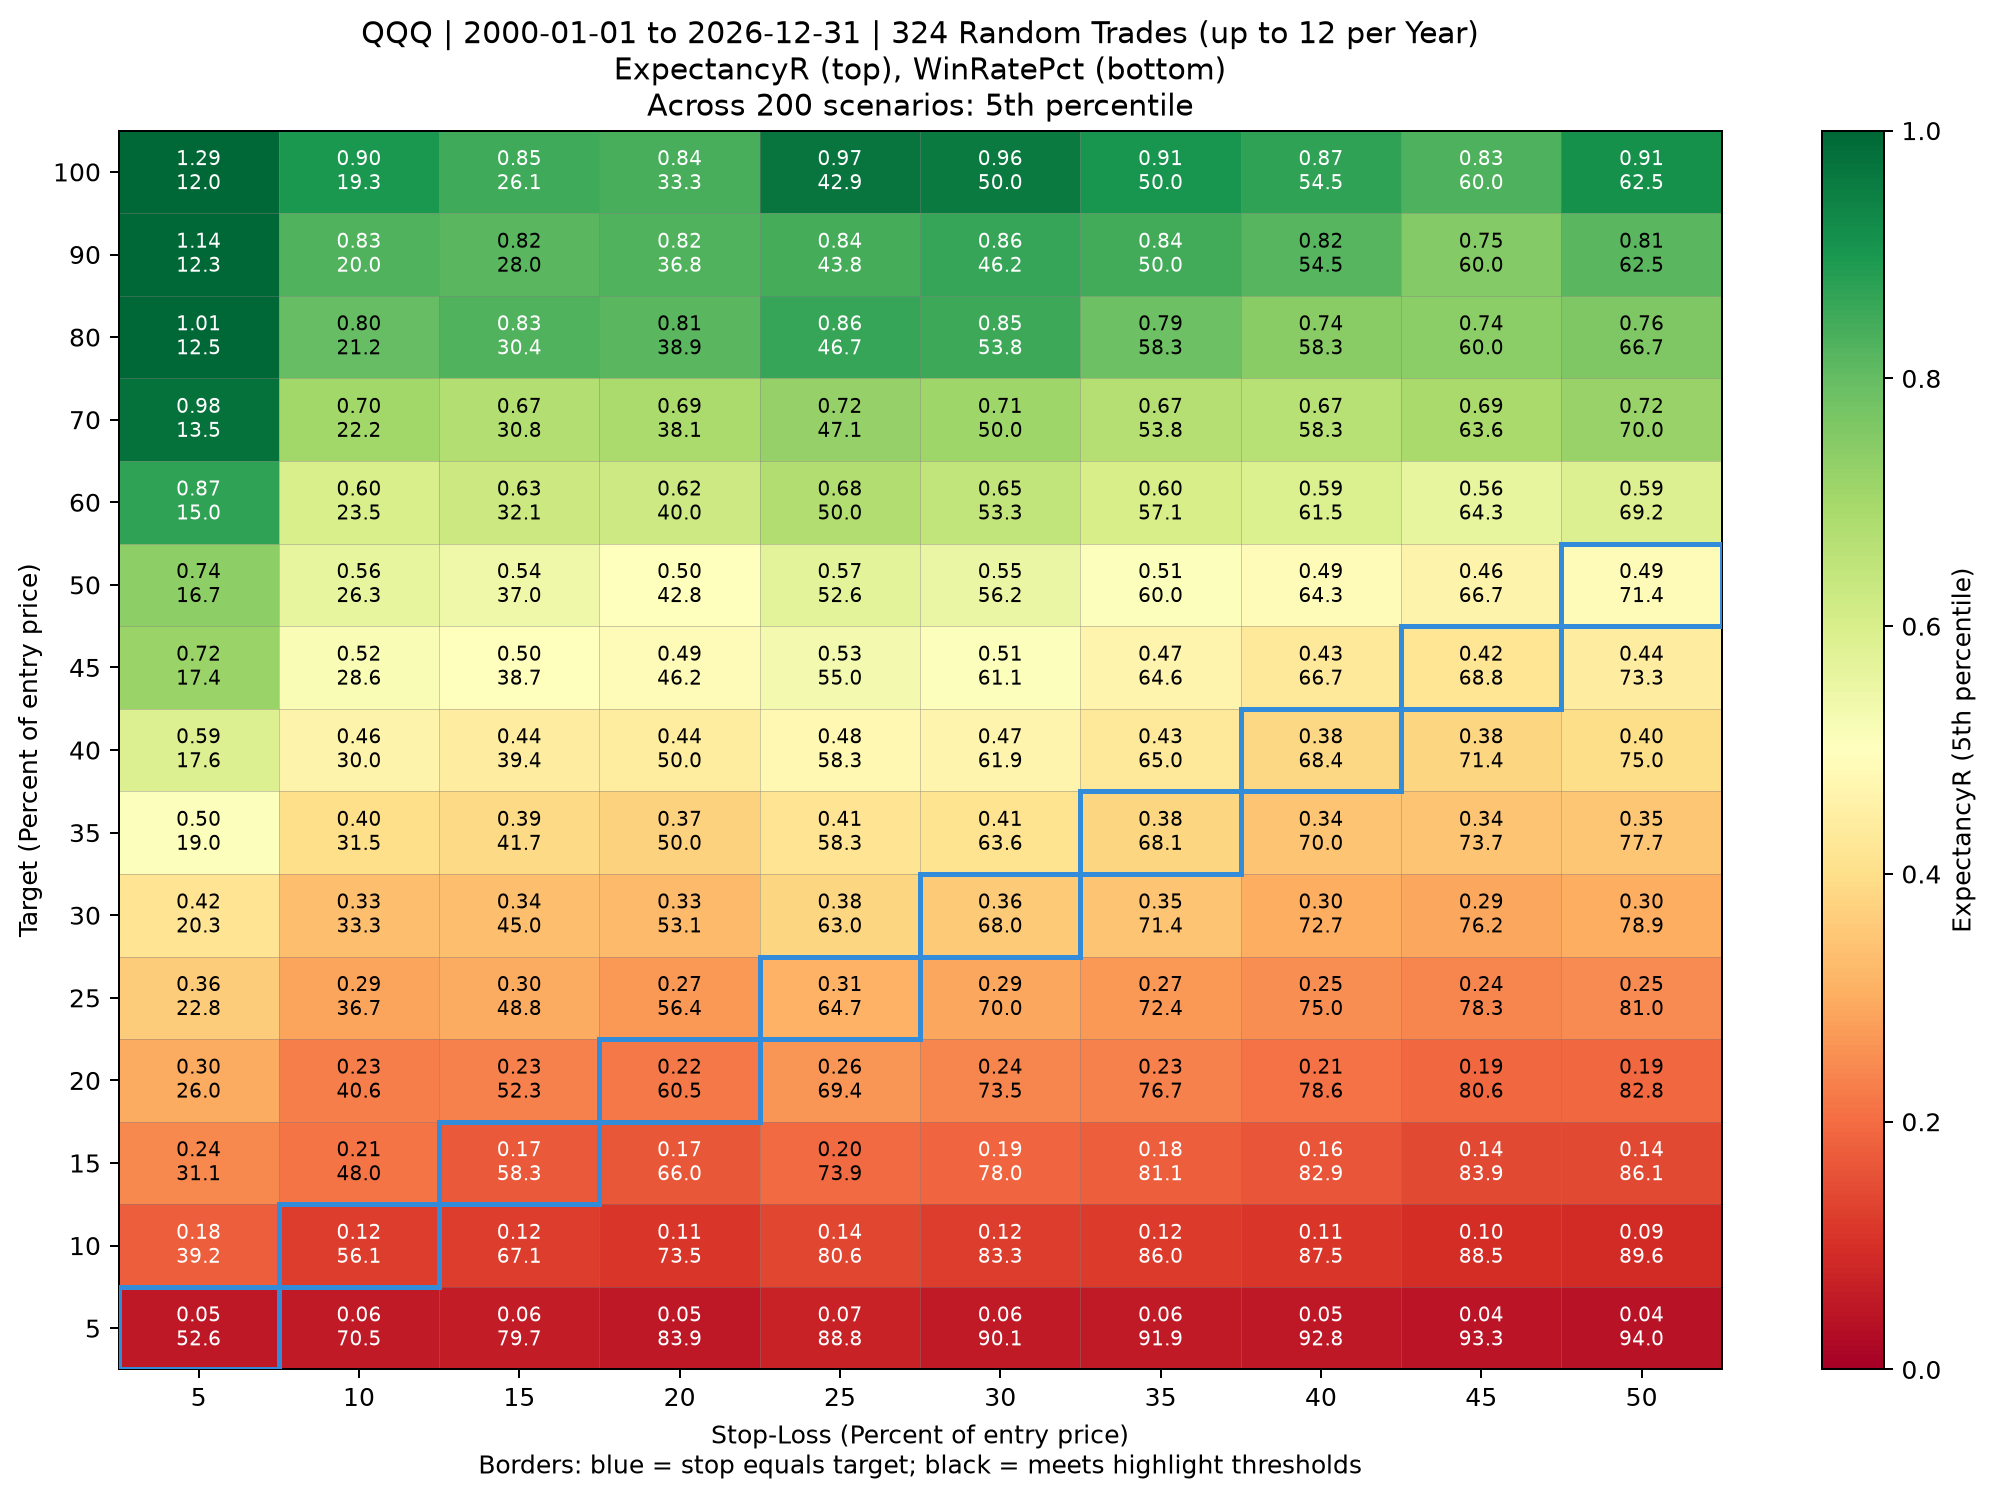 QQQ | 2000-01-01 to 2026-12-31 | 324 Random Trades (up to 12 per Year)
ExpectancyR (top), WinRatePct (bottom)
Across 200 scenarios: 5th percentile
Target (Percent of entry price)
100
1.29 0.90 0.85 0.84 0.97 0.96 0.91 0.87 0.83 0.91
12.0 19.3 26.1 33.3 42.9 50.0 50.0 54.5 60.0 62.5
90
1.14 0.83 0.82 0.82 0.84 0.86 0.84 0.82 0.75 0.81
12.3 20.0 28.0 36.8 43.8 46.2 50.0 54.5 60.0 62.5
80
1.01 0.80 0.83 0.81 0.86 0.85 0.79 0.74 0.74 0.76
12.5 21.2 30.4 38.9 46.7 53.8 58.3 58.3 60.0 66.7
70
0.98 0.70 0.67 0.69 0.72 0.71 0.67 0.67 0.69 0.72
13.5 22.2 30.8 38.1 47.1 50.0 53.8 58.3 63.6 70.0
60
0.87 0.60 0.63 0.62 0.68 0.65 0.60 0.59 0.56 0.59
15.0 23.5 32.1 40.0 50.0 53.3 57.1 61.5 64.3 69.2
50
0.74 0.56 0.54 0.50 0.57 0.55 0.51 0.49 0.46 0.49
16.7 26.3 37.0 42.8 52.6 56.2 60.0 64.3 66.7 71.4
45
0.72 0.52 0.50 0.49 0.53 0.51 0.47 0.43 0.42 0.44
17.4 28.6 38.7 46.2 55.0 61.1 64.6 66.7 68.8 73.3
40
0.59 0.46 0.44 0.44 0.48 0.47 0.43 0.38 0.38 0.40
17.6 30.0 39.4 50.0 58.3 61.9 65.0 68.4 71.4 75.0
35
0.50 0.40 0.39 0.37 0.41 0.41 0.38 0.34 0.34 0.35
19.0 31.5 41.7 50.0 58.3 63.6 68.1 70.0 73.7 77.7
30
0.42 0.33 0.34 0.33 0.38 0.36 0.35 0.30 0.29 0.30
20.3 33.3 45.0 53.1 63.0 68.0 71.4 72.7 76.2 78.9
25
0.36 0.29 0.30 0.27 0.31 0.29 0.27 0.25 0.24 0.25
22.8 36.7 48.8 56.4 64.7 70.0 72.4 75.0 78.3 81.0
20
0.30 0.23 0.23 0.22 0.26 0.24 0.23 0.21 0.19 0.19
26.0 40.6 52.3 60.5 69.4 73.5 76.7 78.6 80.6 82.8
15
0.24 0.21 0.17 0.17 0.20 0.19 0.18 0.16 0.14 0.14
31.1 48.0 58.3 66.0 73.9 78.0 81.1 82.9 83.9 86.1
10
0.18 0.12 0.12 0.11 0.14 0.12 0.12 0.11 0.10 0.09
39.2 56.1 67.1 73.5 80.6 83.3 86.0 87.5 88.5 89.6
5
0.05 0.06 0.06 0.05 0.07 0.06 0.06 0.05 0.04 0.04
52.6 70.5 79.7 83.9 88.8 90.1 91.9 92.8 93.3 94.0
5 10 15 20 25 30 35 40 45 50
Stop-Loss (Percent of entry price)
Borders: blue = stop equals target; black = meets highlight thresholds
1.0
0.8
0.6
0.4
0.2
0.0
ExpectancyR (5th percentile)